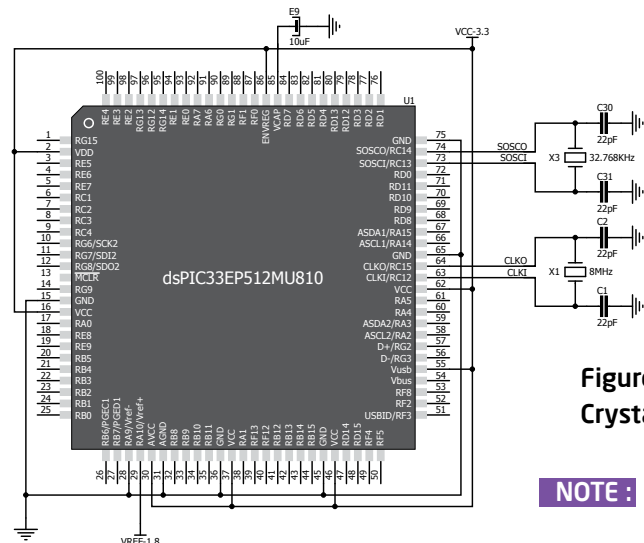 E9
10uF
VCC-3.3
100 99 98 97 96 95 94 93 92 91 90 89 88 87 86 85 84 83 82 81 80 79 78 77 76
RE4 RE3 RE2 RG13 RG12 RG14 RE1 RE0 RA7 RA6 RG0 RG1 RF1 RF0 ENVREG VCAP RD7 RD6 RD5 RD4 RD13 RD12 RD3 RD2 RD1
U1
1 RG15
2 VDD
3 RE5
4 RE6
5 RE7
6 RC1
7 RC2
8 RC3
9 RC4
10 RG6/SCK2
11 RG7/SDI2
12 RG8/SDO2
13 MCLR
14 RG9
15 GND
16 VCC
17 RA0
18 RE8
19 RE9
20 RB5
21 RB4
22 RB3
23 RB2
24 RB1
25 RB0
dsPIC33EP512MU810
GND 75
SOSCO/RC14 74
SOSCI/RC13 73
RD0 72
RD11 71
RD10 70
RD9 69
RD8 68
ASDA1/RA15 67
ASCL1/RA14 66
GND 65
CLKO/RC15 64
CLKI/RC12 63
VCC 62
RA5 61
RA4 60
ASDA2/RA3 59
ASCL2/RA2 58
D+/RG2 57
D-/RG3 56
Vusb 55
Vbus 54
RF8 53
RF2 52
USBID/RF3 51
RB6/PGEC1 RB7/PGED1 RA9/Vref- RA10/Vref+ AVCC AGND RB8 RB9 RB10 RB11 GND VCC RA1 RF13 RF12 RB12 RB13 RB14 RB15 GND VCC RD14 RD15 RF4 RF5
26 27 28 29 30 31 32 33 34 35 36 37 38 39 40 41 42 43 44 45 46 47 48 49 50
VREF-1.8
SOSCO
SOSCI
C30
22pF
X3 32.768KHz
C31
22pF
CLKO
CLKI
C2
22pF
X1 8MHz
C1
22pF
Figure
Crysta
NOTE :